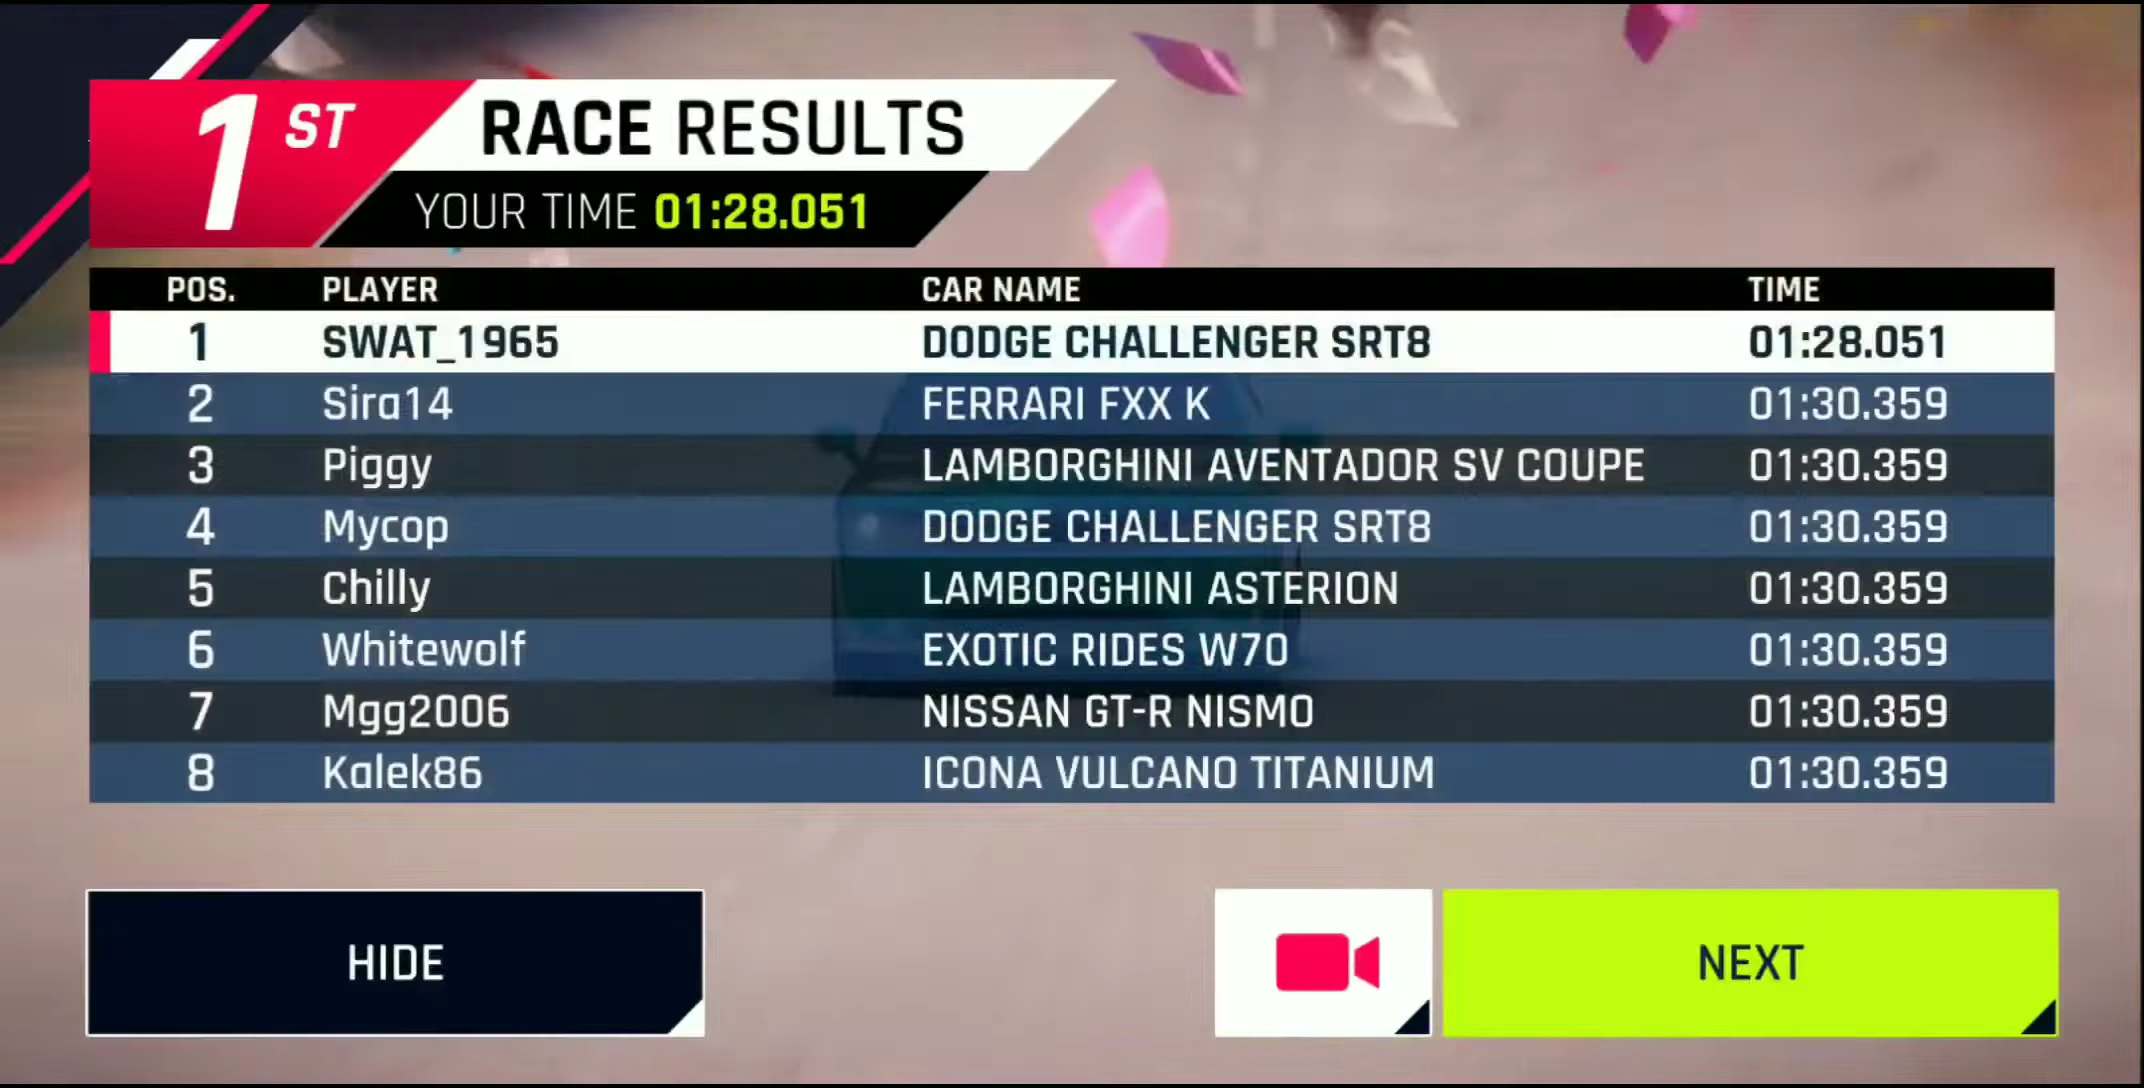 1ST
RACE RESULTS
YOUR TIME 01:28.051
POS. PLAYER CAR NAME TIME
1 SWAT_1965 DODGE CHALLENGER SRT8 01:28.051
2 Sira14 FERRARI FXX K 01:30.359
3 Piggy LAMBORGHINI AVENTADOR SV COUPE 01:30.359
4 Mycop DODGE CHALLENGER SRT8 01:30.359
5 Chilly LAMBORGHINI ASTERION 01:30.359
6 Whitewolf EXOTIC RIDES W70 01:30.359
7 Mgg2006 NISSAN GT-R NISMO 01:30.359
8 Kalek86 ICONA VULCANO TITANIUM 01:30.359
HIDE NEXT